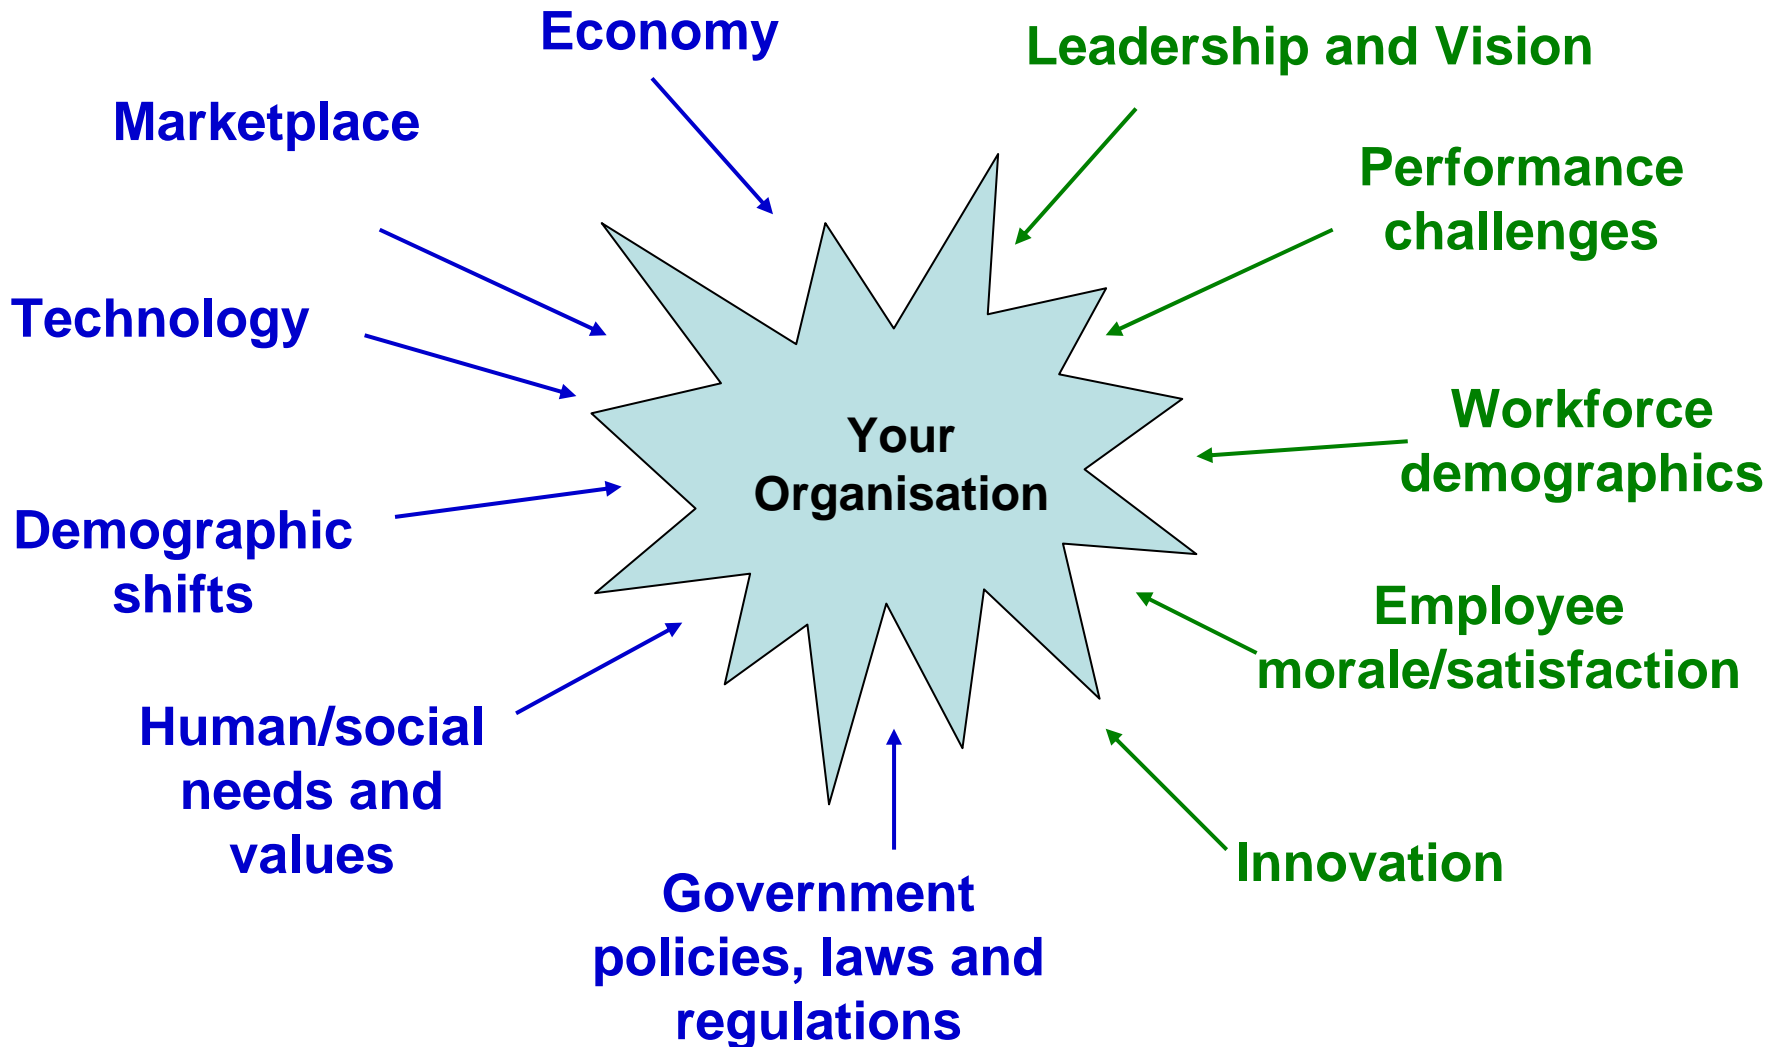 Economy
Leadership and Vision
Marketplace
Performance
challenges
Technology
Workforce
demographics
Your
Organisation
Demographic
shifts
Employee
morale/satisfaction
Human/social
needs and
values
Innovation
Government
policies, laws and
regulations